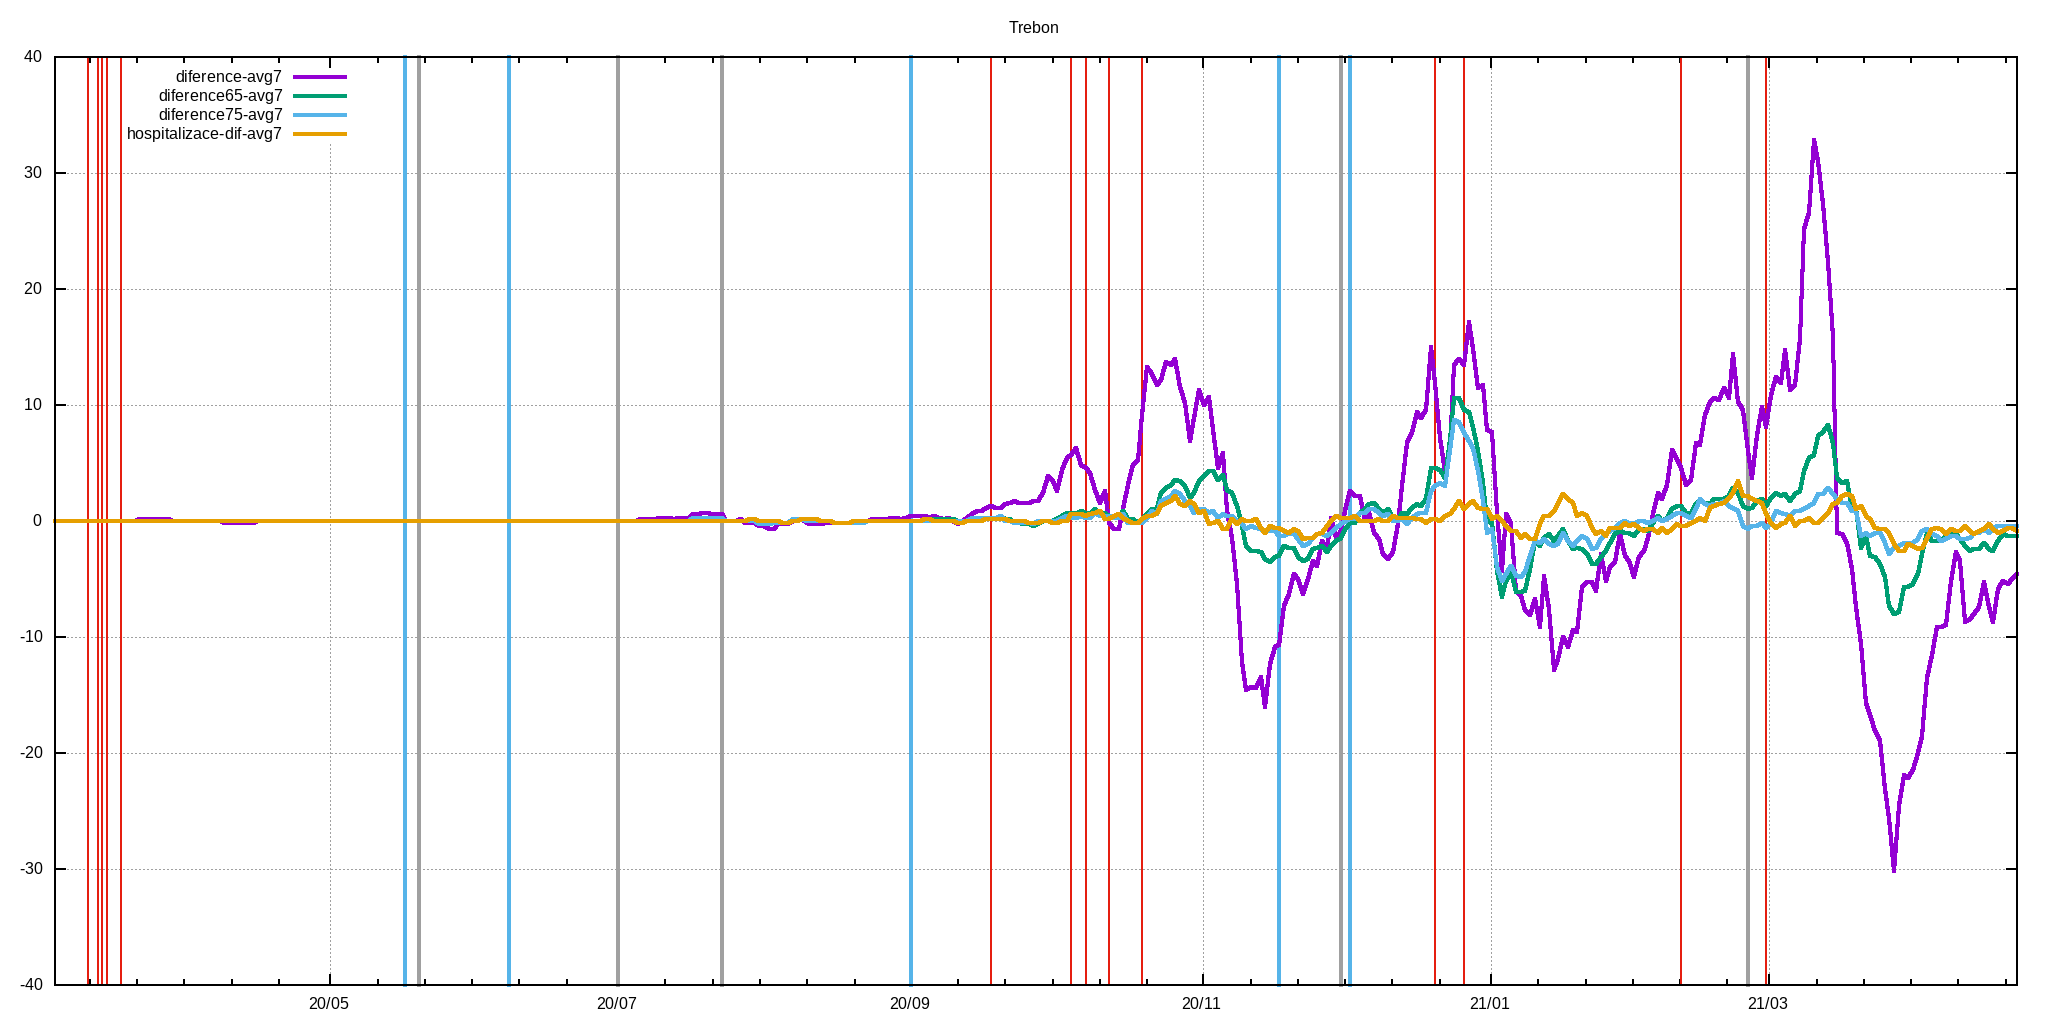 Trebon
diference-avg7
diference65-avg7
diference75-avg7
hospitalizace-dif-avg7
40
30
20
10
0
-10
-20
-30
-40
20/05 20/07 20/09 20/11 21/01 21/03